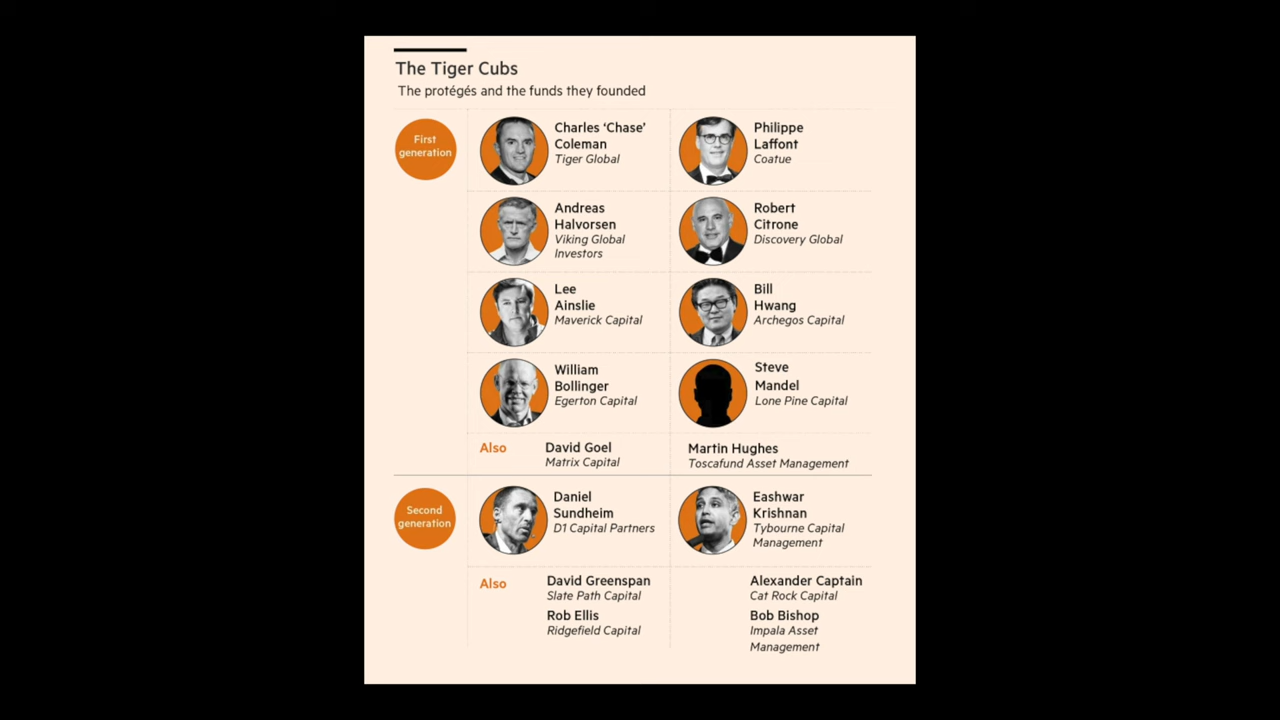 The Tiger Cubs
The protégés and the funds they founded
First
generation
Charles ‘Chase’
Coleman
Tiger Global
Philippe
Laffont
Coatue
Andreas
Halvorsen
Viking Global
Investors
Robert
Citrone
Discovery Global
Lee
Ainslie
Maverick Capital
Bill
Hwang
Archegos Capital
William
Bollinger
Egerton Capital
Steve
Mandel
Lone Pine Capital
Also
David Goel
Matrix Capital
Martin Hughes
Toscafund Asset Management
Second
generation
Daniel
Sundheim
D1 Capital Partners
Eashwar
Krishnan
Tybourne Capital
Management
Also
David Greenspan
Slate Path Capital
Rob Ellis
Ridgefield Capital
Alexander Captain
Cat Rock Capital
Bob Bishop
Impala Asset
Management